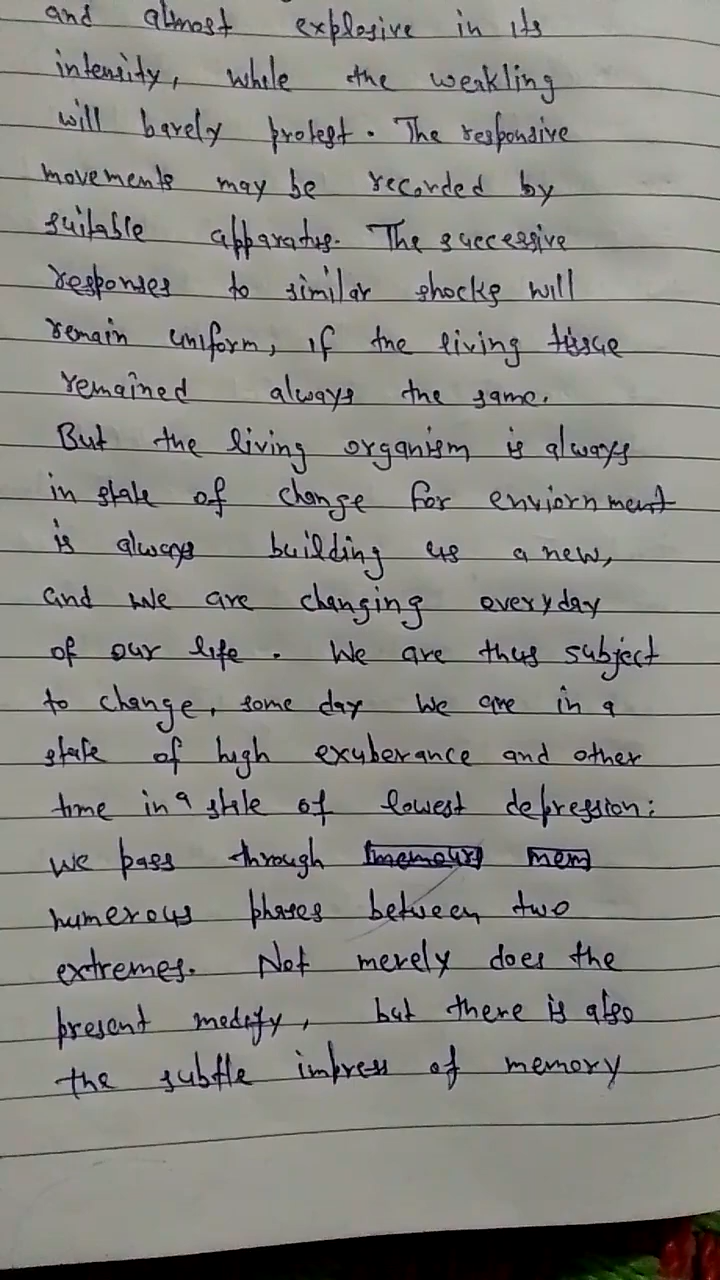 and almost explosive in its
intensity, while the weakling
will barely protest. The responsive
movements may be recorded by
suitable apparatus. The successive
responses to similar shocks will
remain uniform, if the living tissue
remained always the same.
But the living organism is always
in state of change for enviornment
is always building us a new,
and we are changing everyday
of our life. We are thus subject
to change, some day we are in a
state of high exuberance and other
time in a state of lowest depression:
we pass through
numerous phases between two
extremes. Not merely does the
present modify, but there is also
the subtle impress of memory